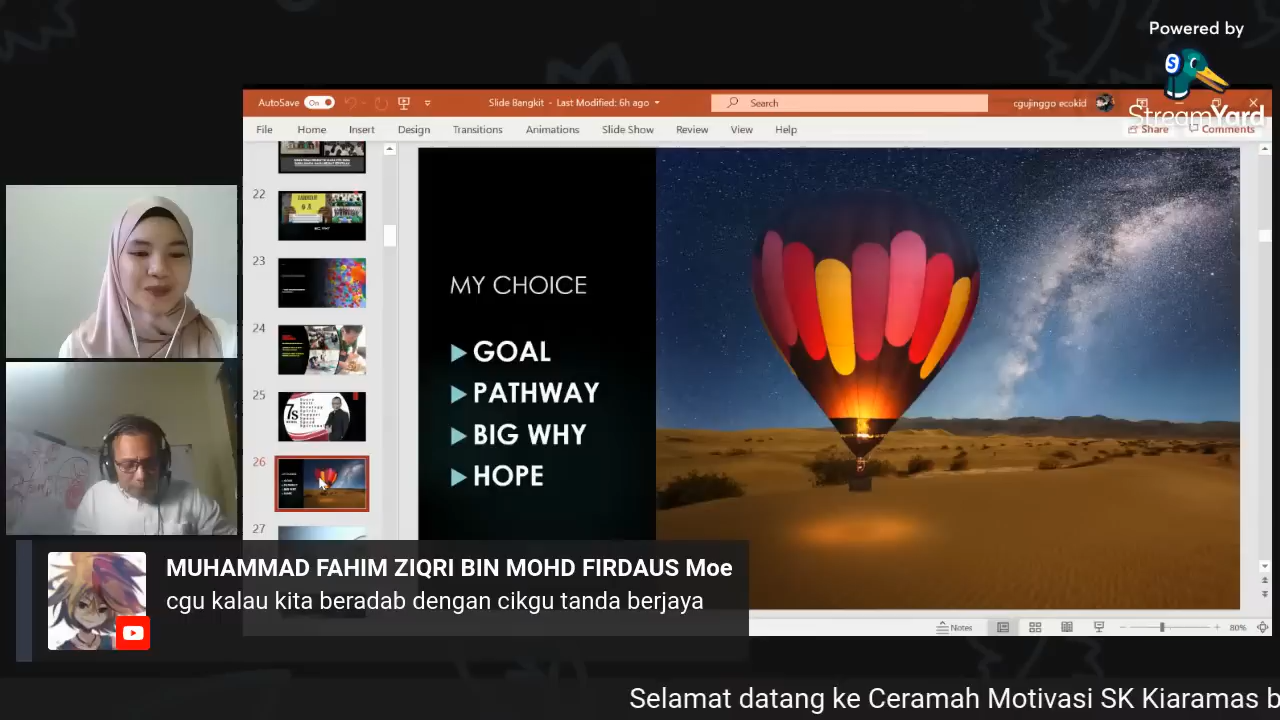 Powered by
StreamYard
AutoSave On
Slide Bangkit - Last Modified: 6h ago
Search
cgujinggo ecokid
File Home Insert Design Transitions Animations Slide Show Review View Help
Share Comments
22
23
24
25
7s
26
27
MY CHOICE
GOAL
PATHWAY
BIG WHY
HOPE
MUHAMMAD FAHIM ZIQRI BIN MOHD FIRDAUS Moe
cgu kalau kita beradab dengan cikgu tanda berjaya
Notes
80%
Selamat datang ke Ceramah Motivasi SK Kiaramas b